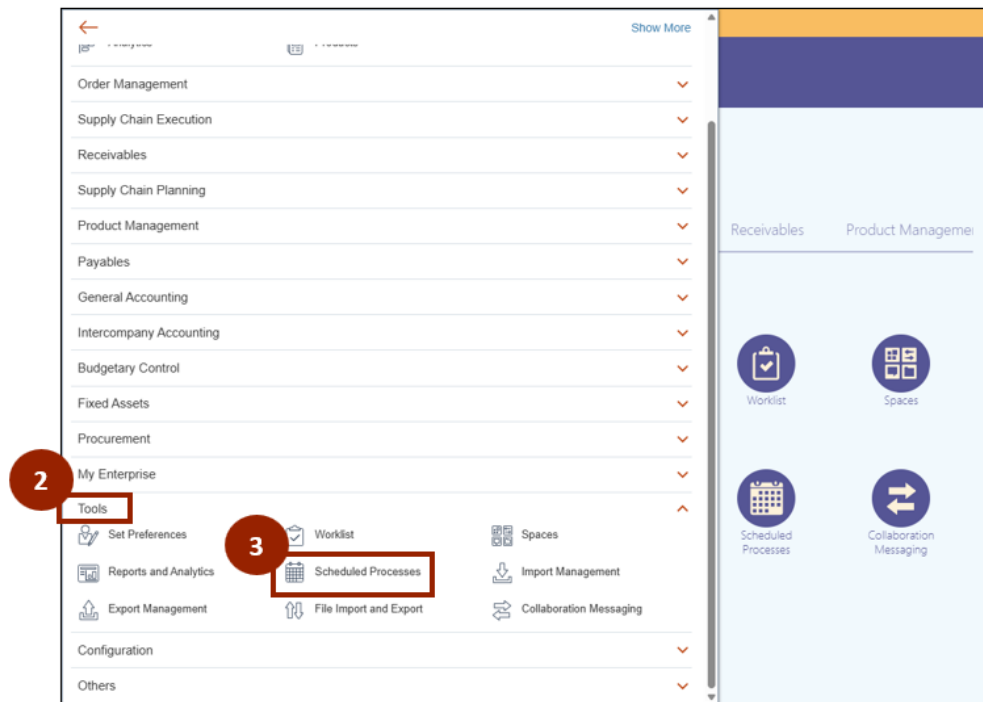 Show More
Order Management
Supply Chain Execution
Receivables
Supply Chain Planning
Product Management
Payables
General Accounting
Intercompany Accounting
Budgetary Control
Fixed Assets
Procurement
2 My Enterprise
Tools
Set Preferences 3 Worklist Spaces
Reports and Analytics Scheduled Processes Import Management
Export Management File Import and Export Collaboration Messaging
Configuration
Others
Receivables Product Managemer
Worklist Spaces
Scheduled Collaboration
Processes Messaging